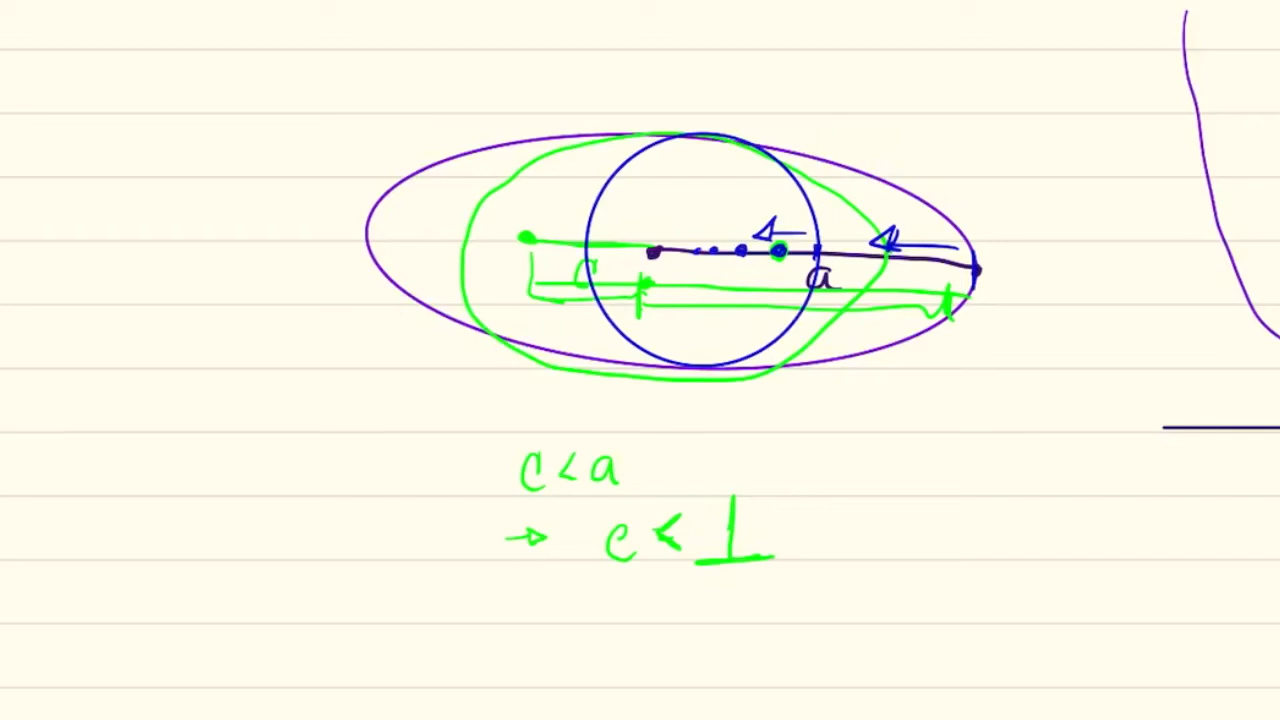 a
c
c < a
→ e < 1